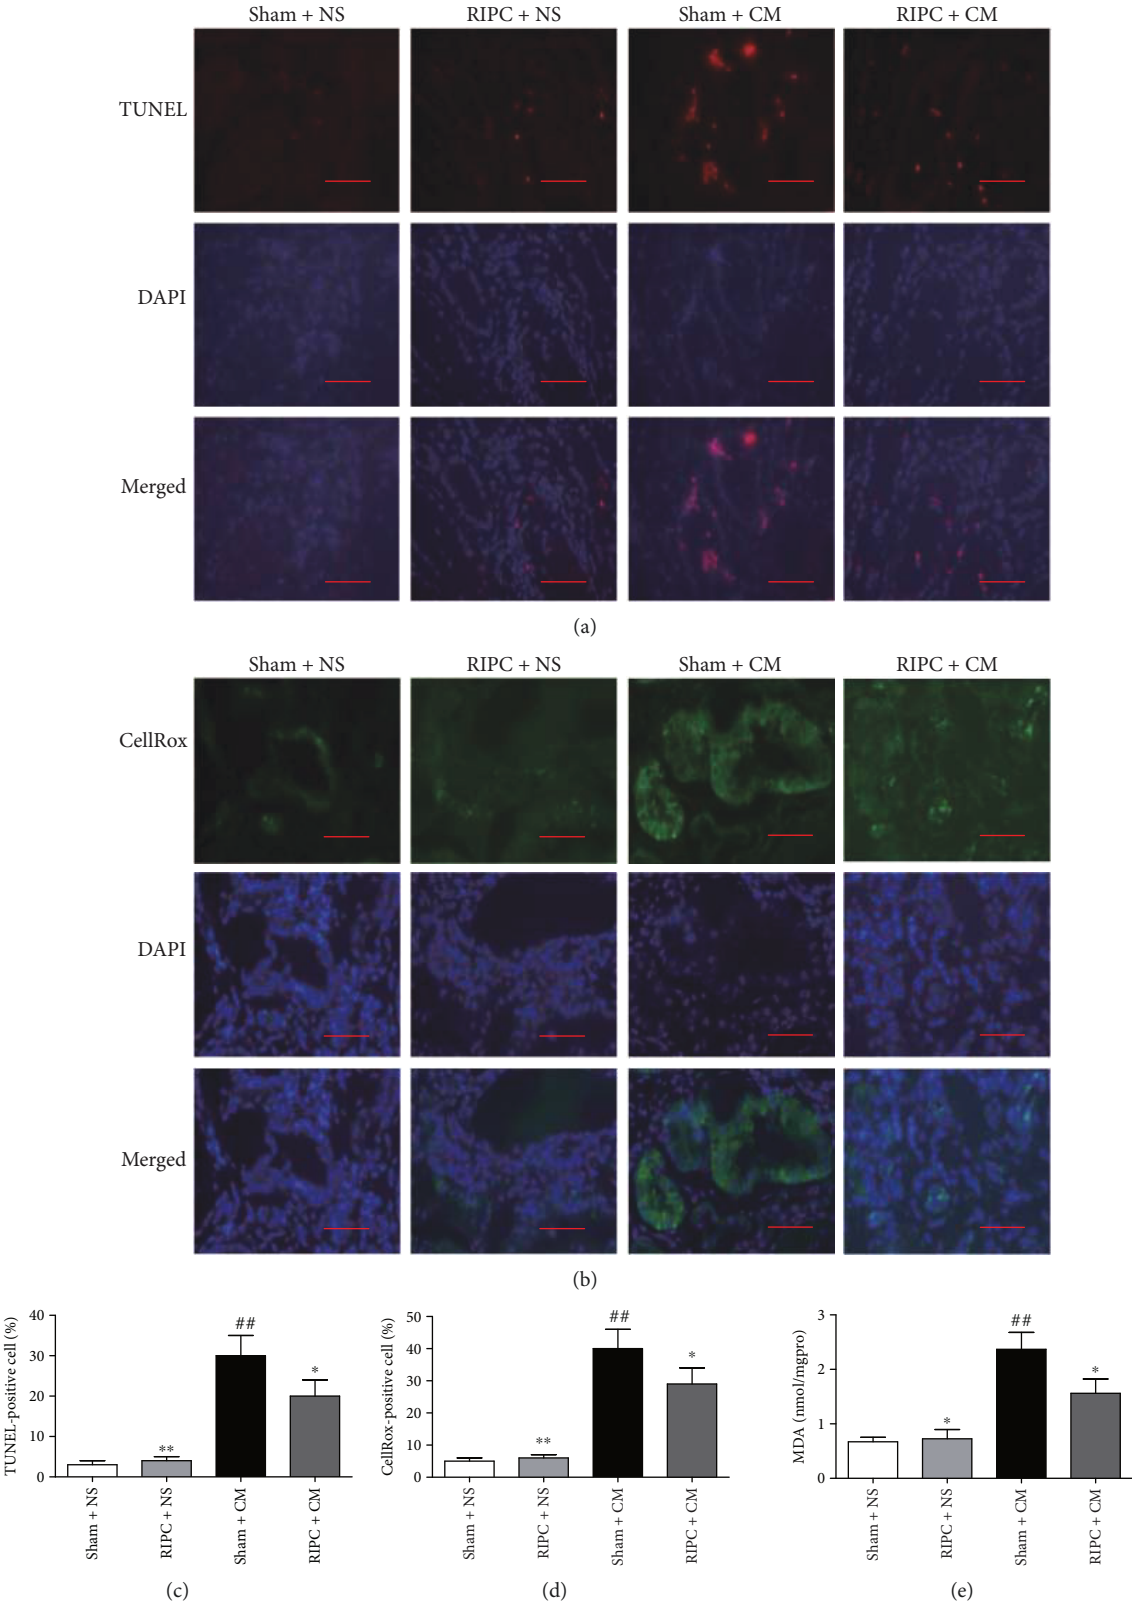 Sham + NS RIPC + NS Sham + CM RIPC + CM
TUNEL
DAPI
Merged
(a)
Sham + NS RIPC + NS Sham + CM RIPC + CM
CellRox
DAPI
Merged
(b)
TUNEL-positive cell (%)
40
30
20
10
0
**
##
*
Sham + NS
RIPC + NS
Sham + CM
RIPC + CM
(c)
CellRox-positive cell (%)
50
40
30
20
10
0
**
##
*
Sham + NS
RIPC + NS
Sham + CM
RIPC + CM
(d)
MDA (nmol/mgpro)
3
2
1
0
*
##
*
Sham + NS
RIPC + NS
Sham + CM
RIPC + CM
(e)